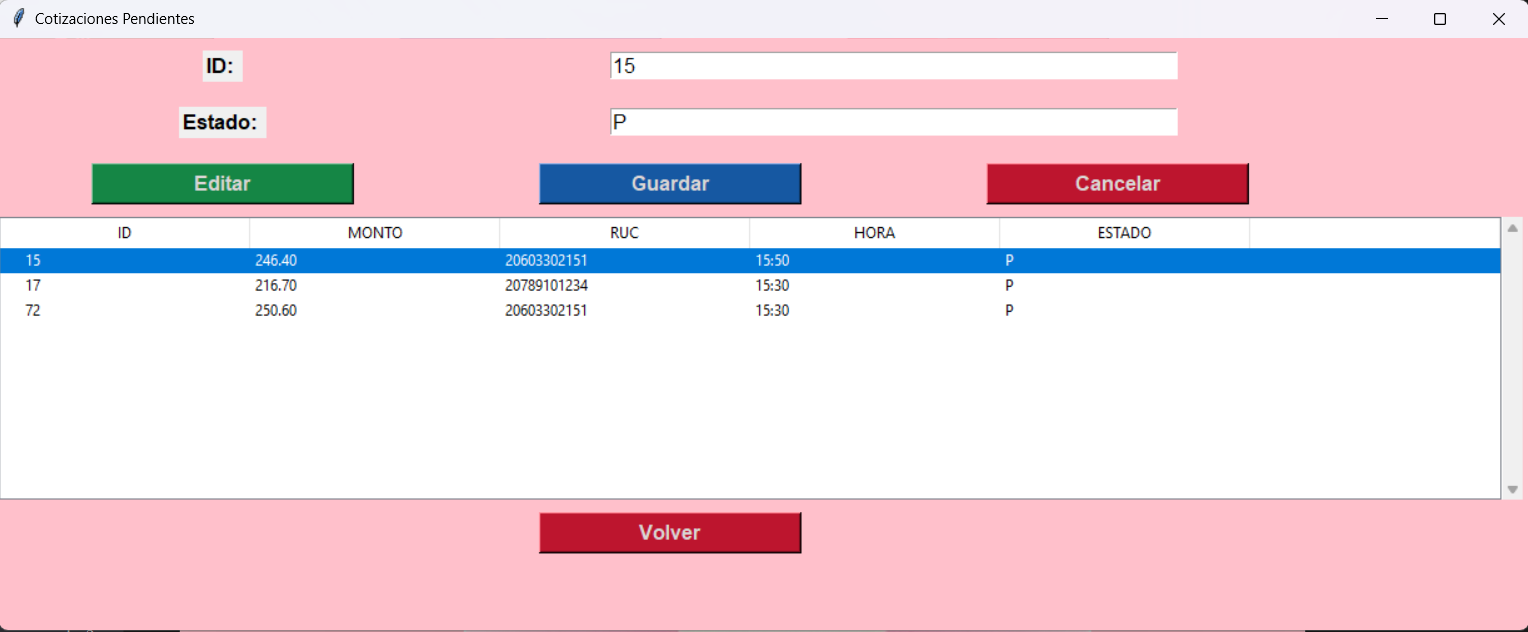 Cotizaciones Pendientes
ID: 15
Estado: P
Editar Guardar Cancelar
ID MONTO RUC HORA ESTADO
15 246.40 20603302151 15:50 P
17 216.70 20789101234 15:30 P
72 250.60 20603302151 15:30 P
Volver